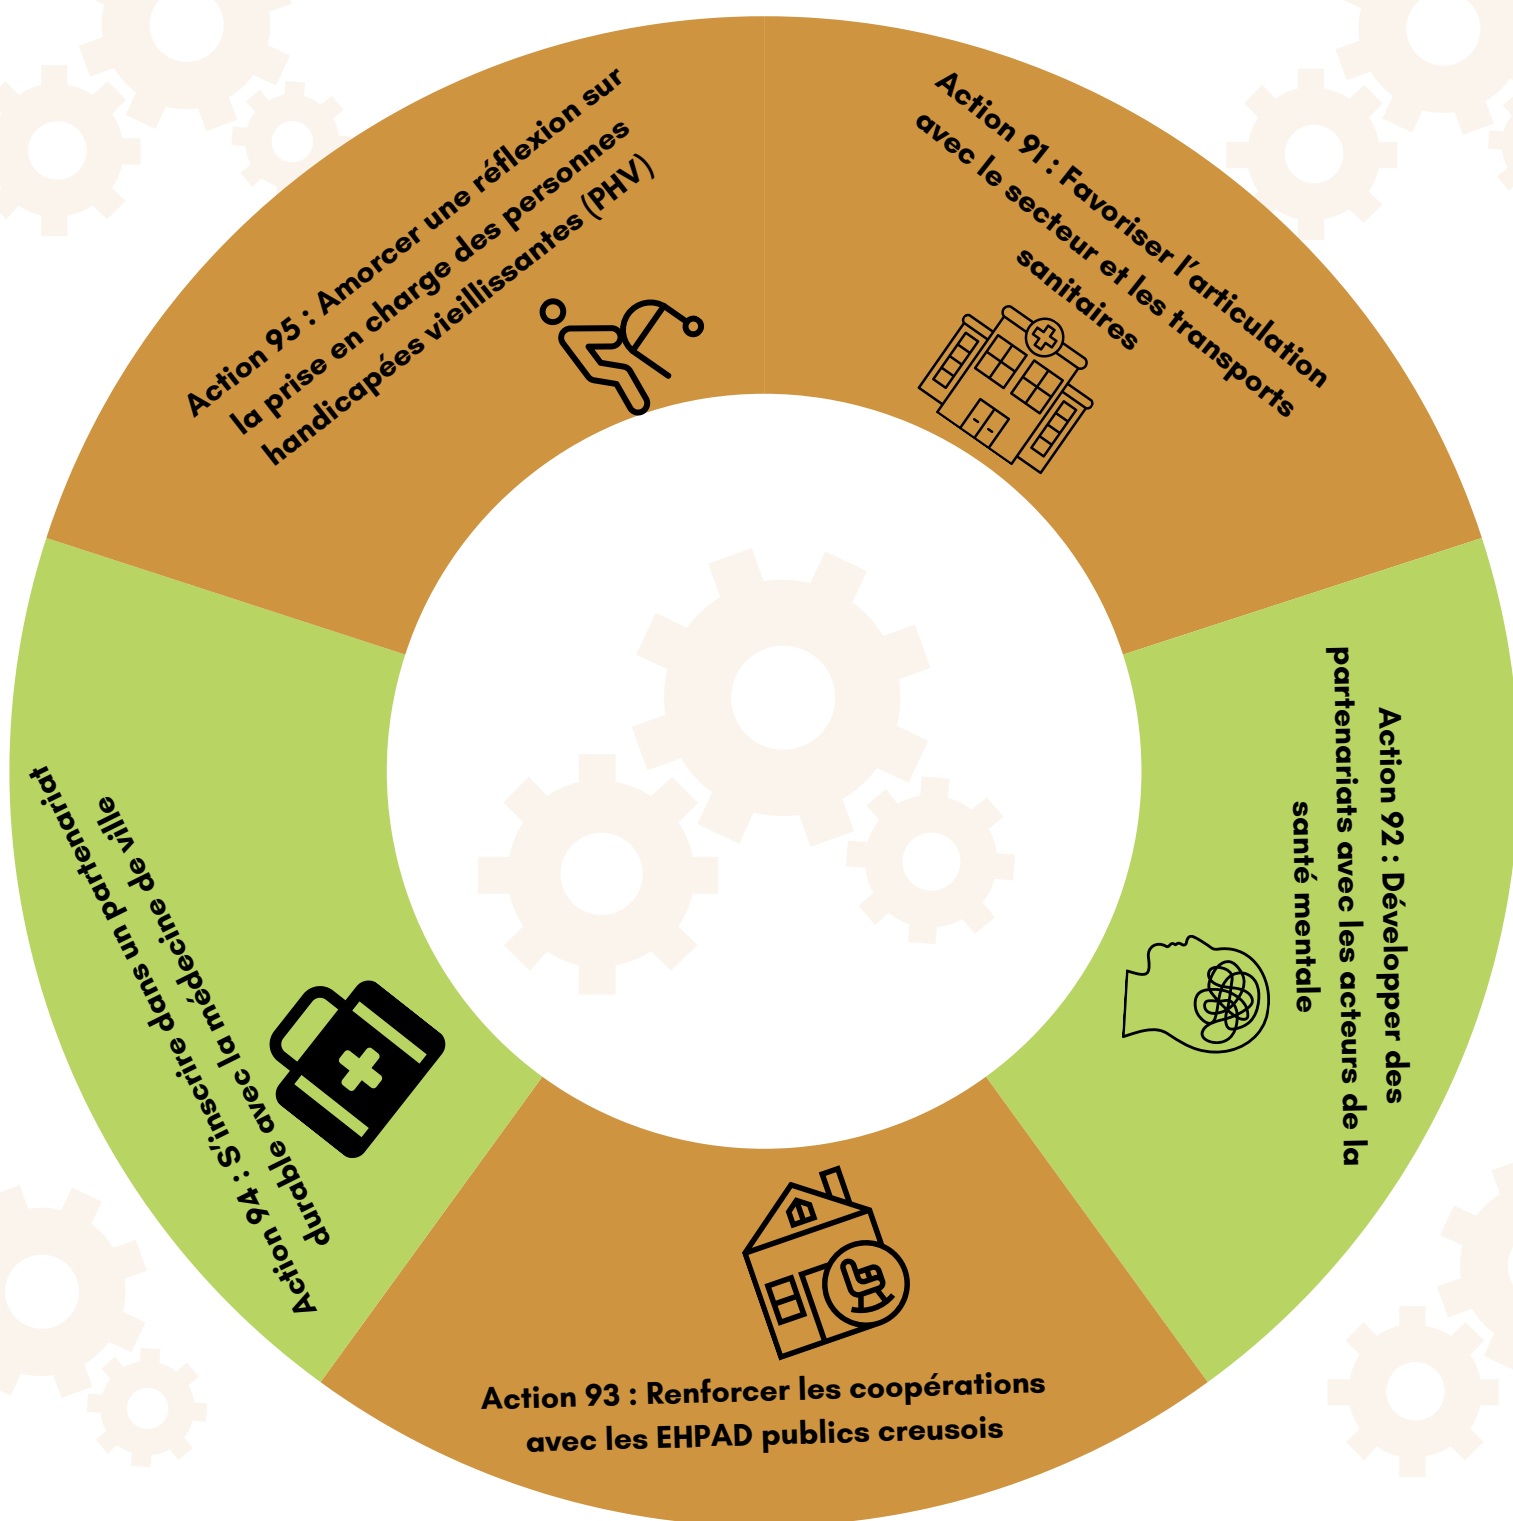 Action 91 : Favoriser l'articulation
avec le secteur et les transports
sanitaires
Action 92 : Développer des
partenariats avec les acteurs de la
santé mentale
Action 93 : Renforcer les coopérations
avec les EHPAD publics creusois
Action 94 : S'inscrire dans un partenariat
durable avec la médecine de ville
Action 95 : Amorcer une réflexion sur
la prise en charge des personnes
handicapées vieillissantes (PHV)